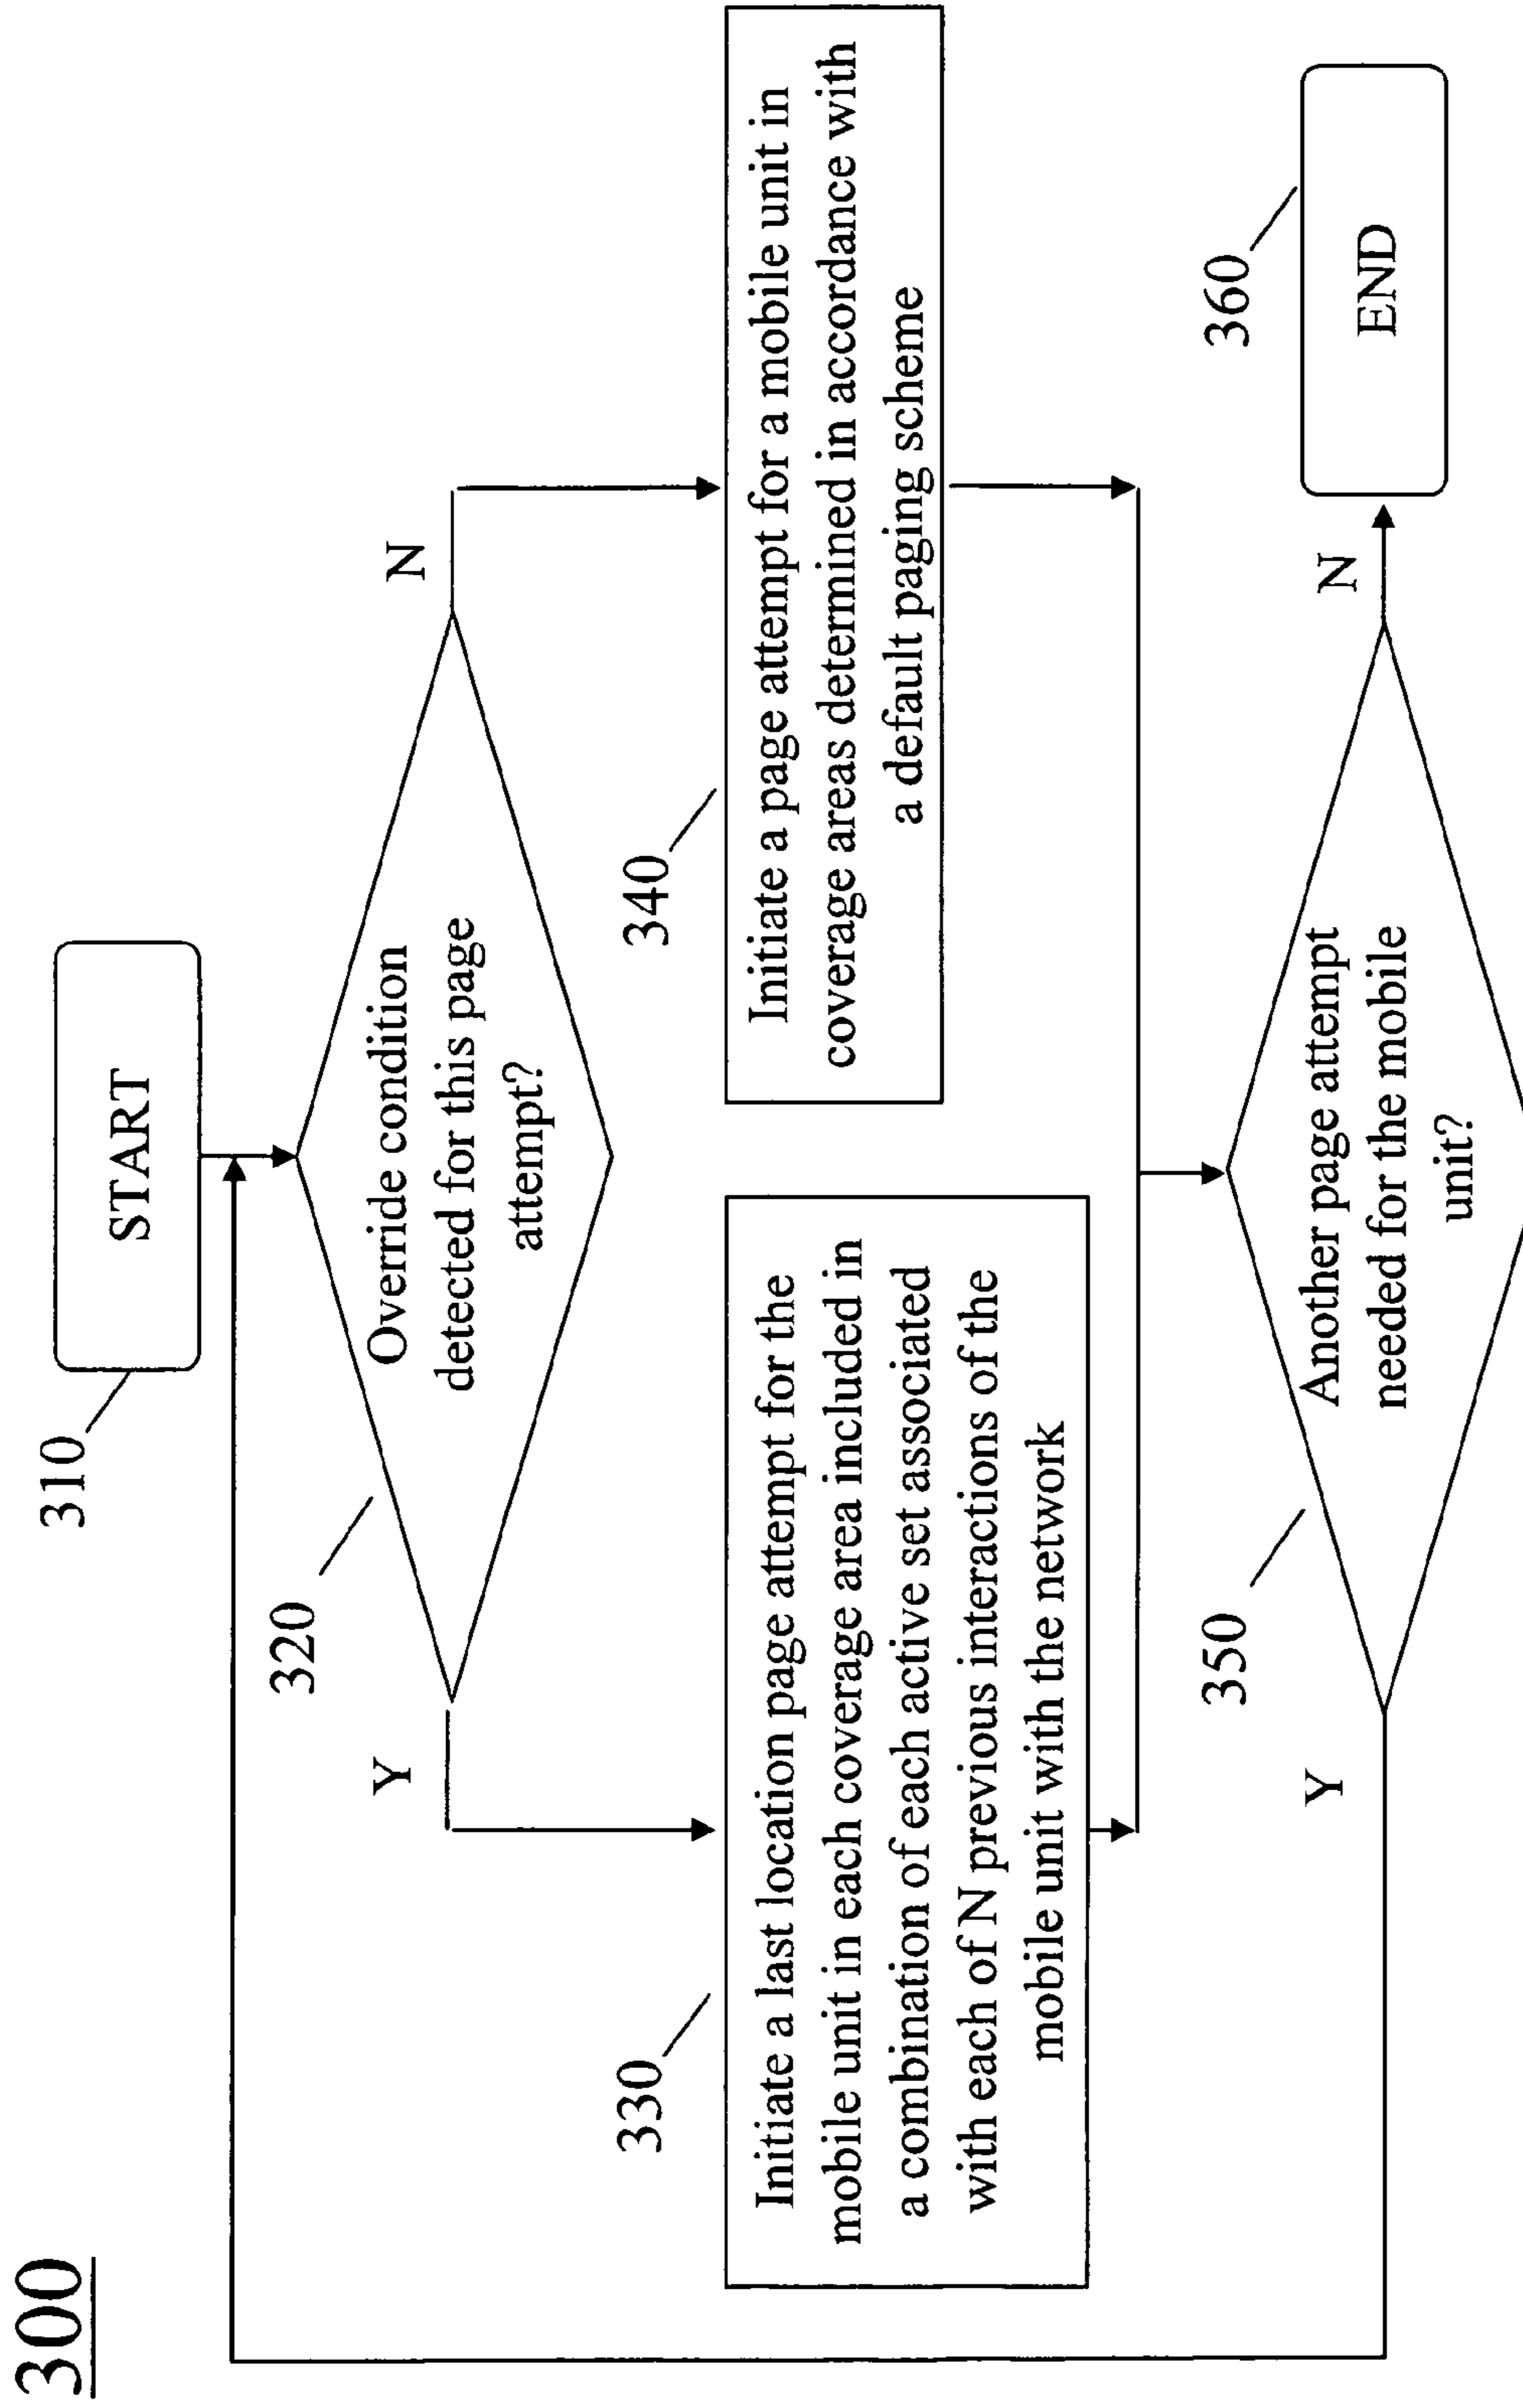 300
310
START
320
Override condition
detected for this page
attempt?
Y
N
330
Initiate a last location page attempt for the
mobile unit in each coverage area included in
a combination of each active set associated
with each of N previous interactions of the
mobile unit with the network
340
Initiate a page attempt for a mobile unit in
coverage areas determined in accordance with
a default paging scheme
350
Another page attempt
needed for the mobile
unit?
Y
N
360
END